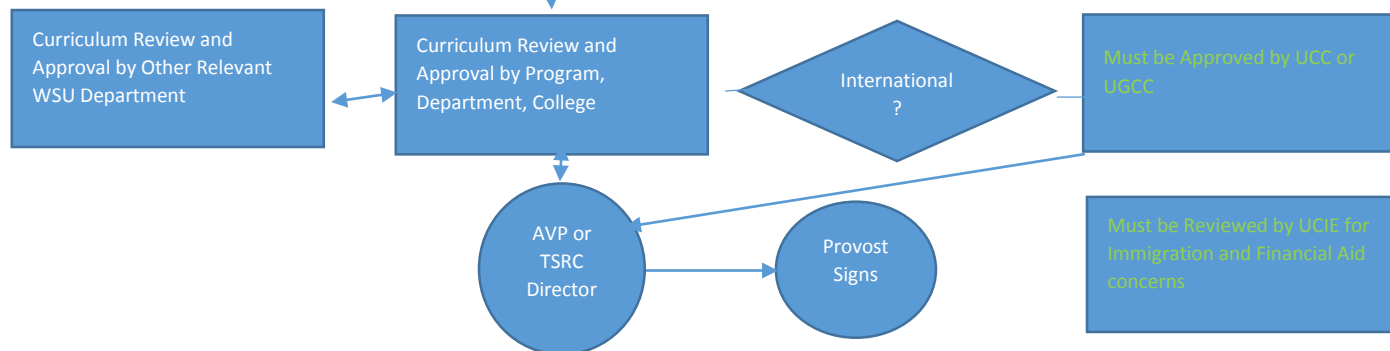 Curriculum Review and
Approval by Other Relevant
WSU Department
Curriculum Review and
Approval by Program,
Department, College
International
?
Must be Approved by UCC or
UGCC
AVP or
TSRC
Director
Provost
Signs
Must be Reviewed by UCIE for
Immigration and Financial Aid
concerns